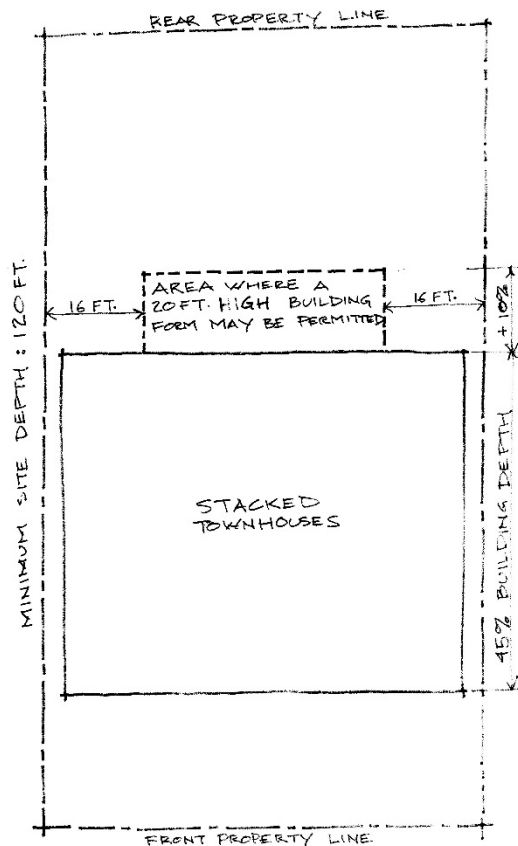 REAR PROPERTY LINE
AREA WHERE A
20FT. HIGH BUILDING
FORM MAY BE PERMITTED
16 FT.
16 FT.
+10%
MINIMUM SITE DEPTH: 120 FT.
STACKED
TOWNHOUSES
45% BUILDING DEPTH
FRONT PROPERTY LINE